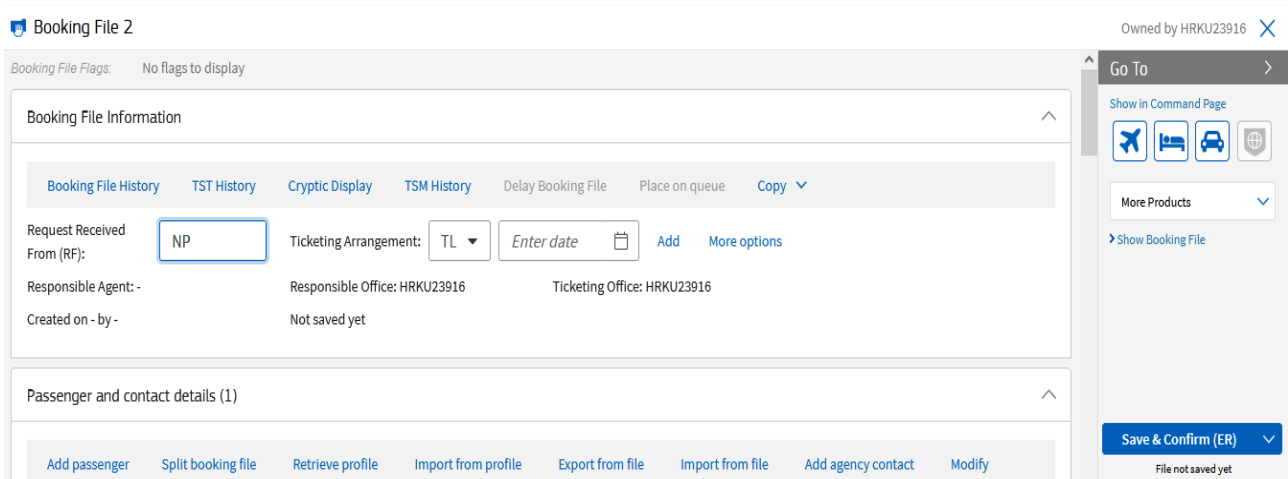 Booking File 2
Owned by HRKU23916
Booking File Flags: No flags to display
Booking File Information
Booking File History TST History Cryptic Display TSM History Delay Booking File Place on queue Copy
Request Received From (RF): NP Ticketing Arrangement: TL Enter date Add More options
Responsible Agent: - Responsible Office: HRKU23916 Ticketing Office: HRKU23916
Created on - by - Not saved yet
Passenger and contact details (1)
Add passenger Split booking file Retrieve profile Import from profile Export from file Import from file Add agency contact Modify
Go To
Show in Command Page
More Products
Show Booking File
Save & Confirm (ER)
File not saved yet